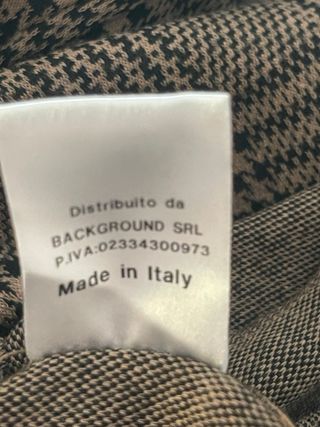 Distribuito da
BACKGROUND SRL
P.IVA:02334300973
Made in Italy